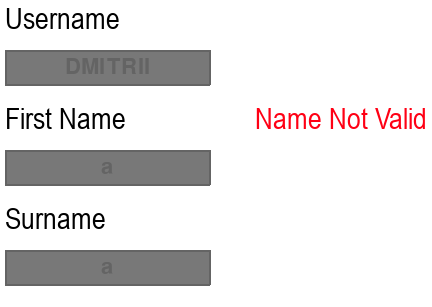 Username
DMITRII
First Name
Name Not Valid
a
Surname
a